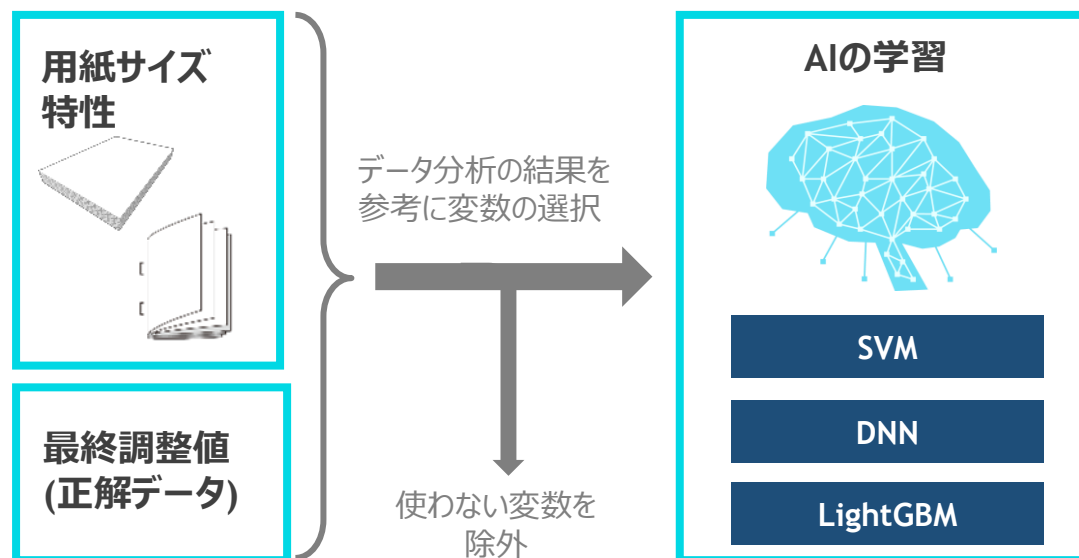 用紙サイズ
特性
最終調整値
(正解データ)
データ分析の結果を
参考に変数の選択
使わない変数を
除外
AIの学習
SVM
DNN
LightGBM